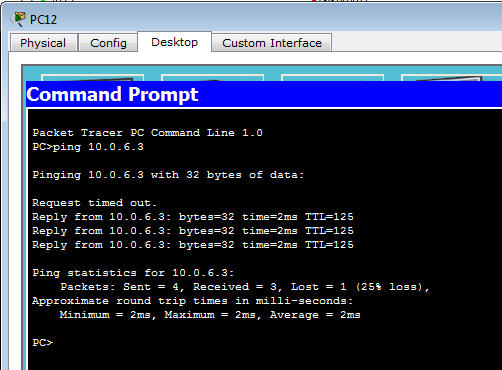 PC12
Physical Config Desktop Custom Interface
Command Prompt
Packet Tracer PC Command Line 1.0
PC>ping 10.0.6.3
Pinging 10.0.6.3 with 32 bytes of data:
Request timed out.
Reply from 10.0.6.3: bytes=32 time=2ms TTL=125
Reply from 10.0.6.3: bytes=32 time=2ms TTL=125
Reply from 10.0.6.3: bytes=32 time=2ms TTL=125
Ping statistics for 10.0.6.3:
Packets: Sent = 4, Received = 3, Lost = 1 (25% loss),
Approximate round trip times in milli-seconds:
Minimum = 2ms, Maximum = 2ms, Average = 2ms
PC>